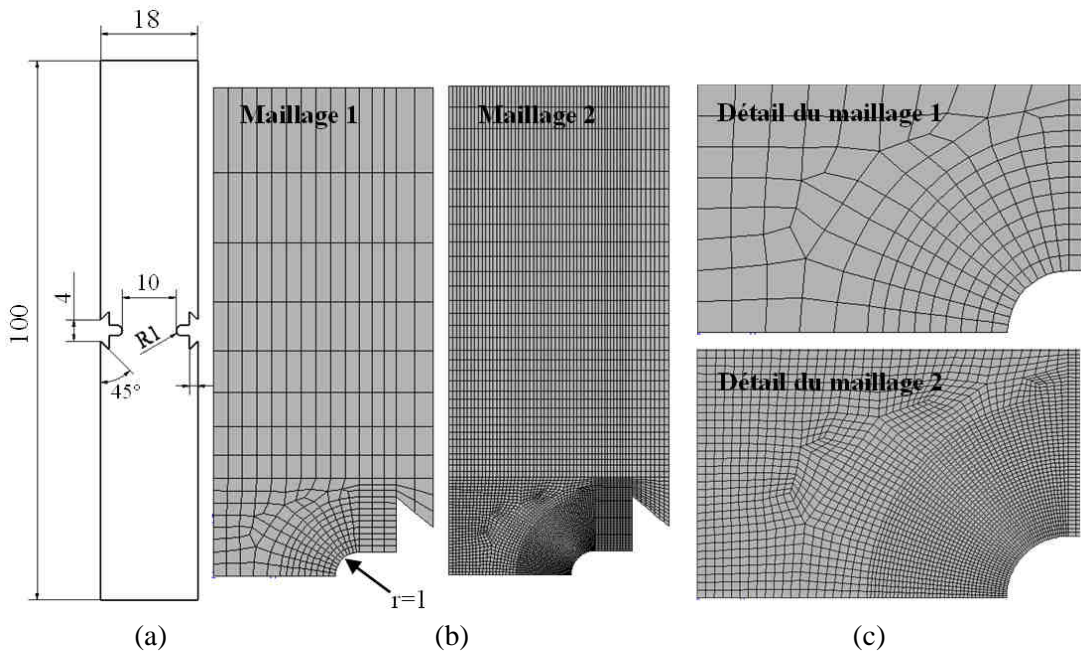 18
100
4
10
R1
45°
Maillage 1
Maillage 2
r=1
Détail du maillage 1
Détail du maillage 2
(a)
(b)
(c)